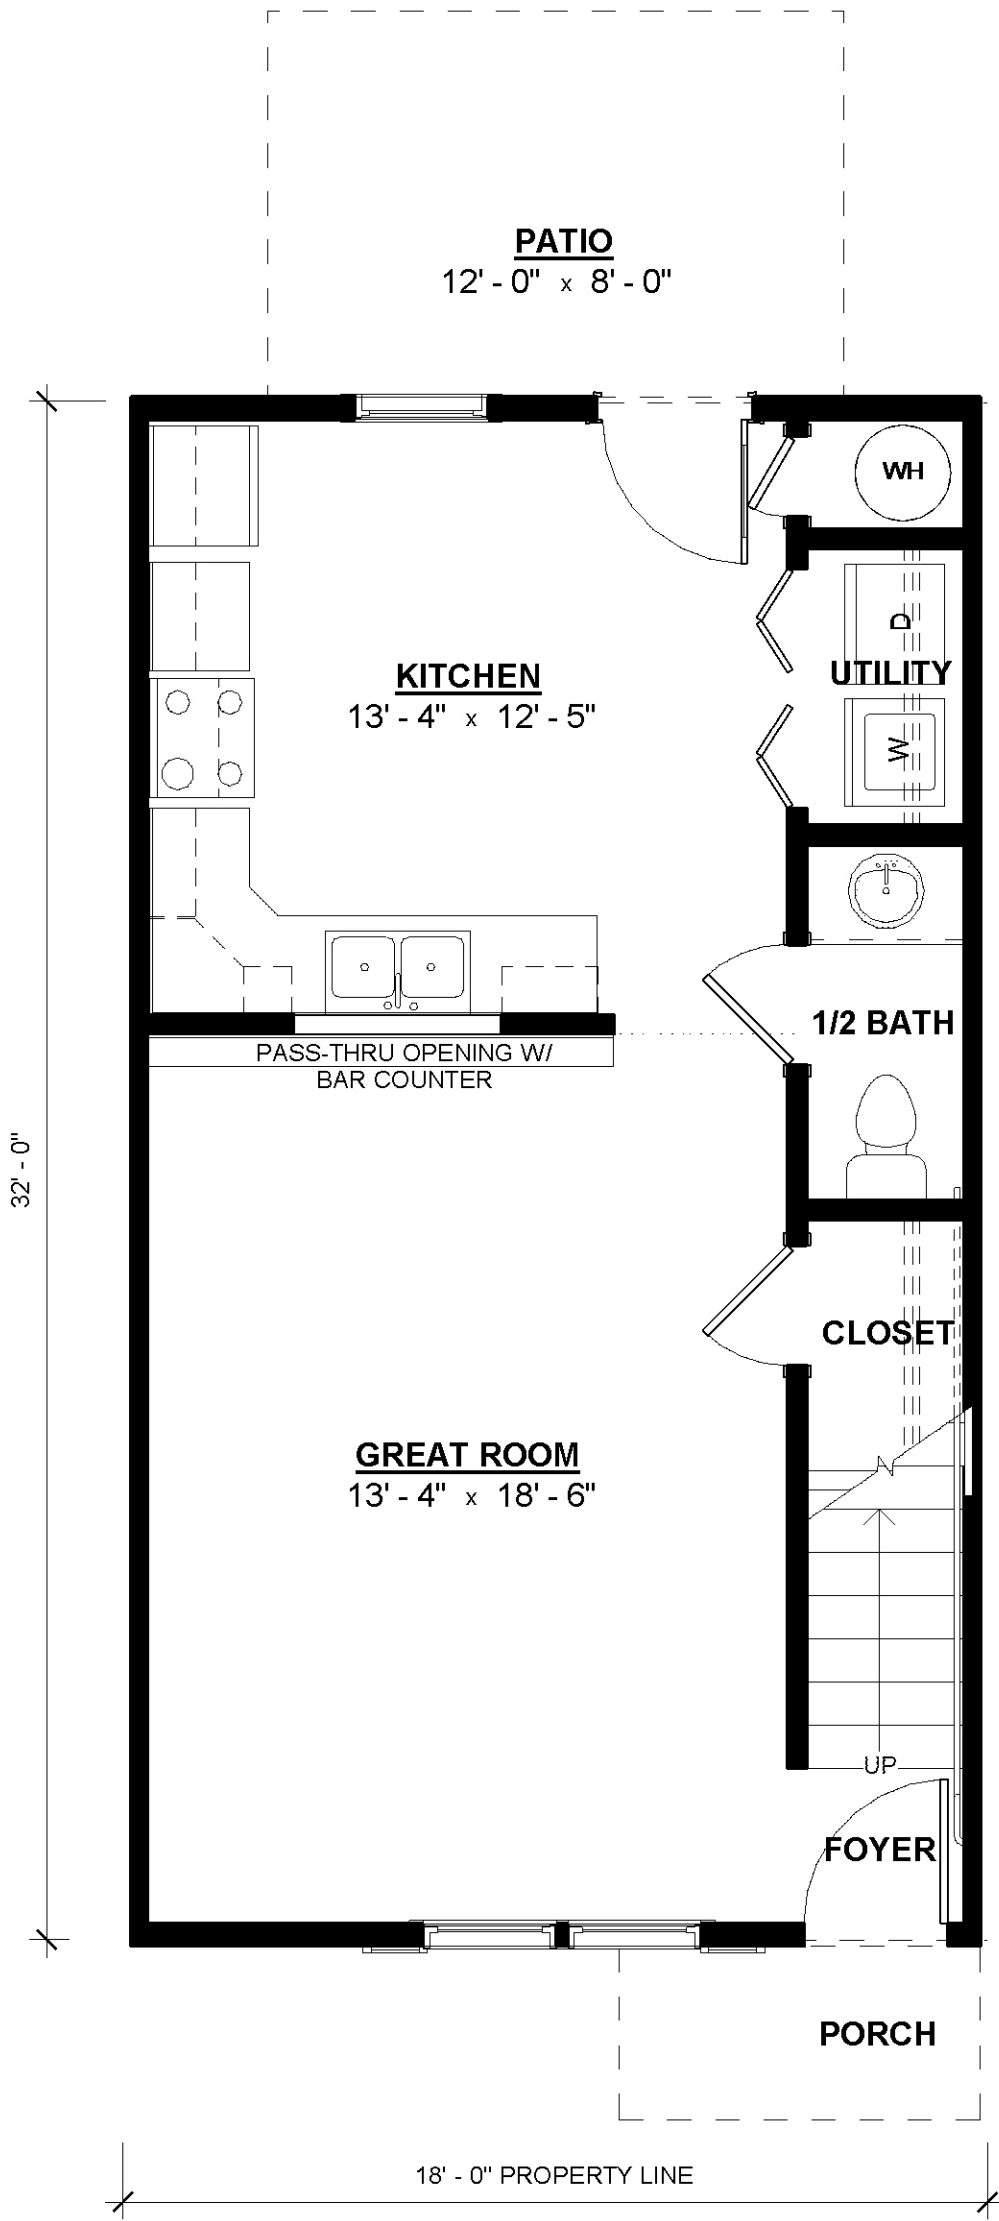 PATIO
12' - 0" x 8' - 0"
WH
D
UTILITY
KITCHEN
13' - 4" x 12' - 5"
W
1/2 BATH
PASS-THRU OPENING W/
BAR COUNTER
32' - 0"
CLOSET
GREAT ROOM
13' - 4" x 18' - 6"
UP
FOYER
PORCH
18' - 0" PROPERTY LINE